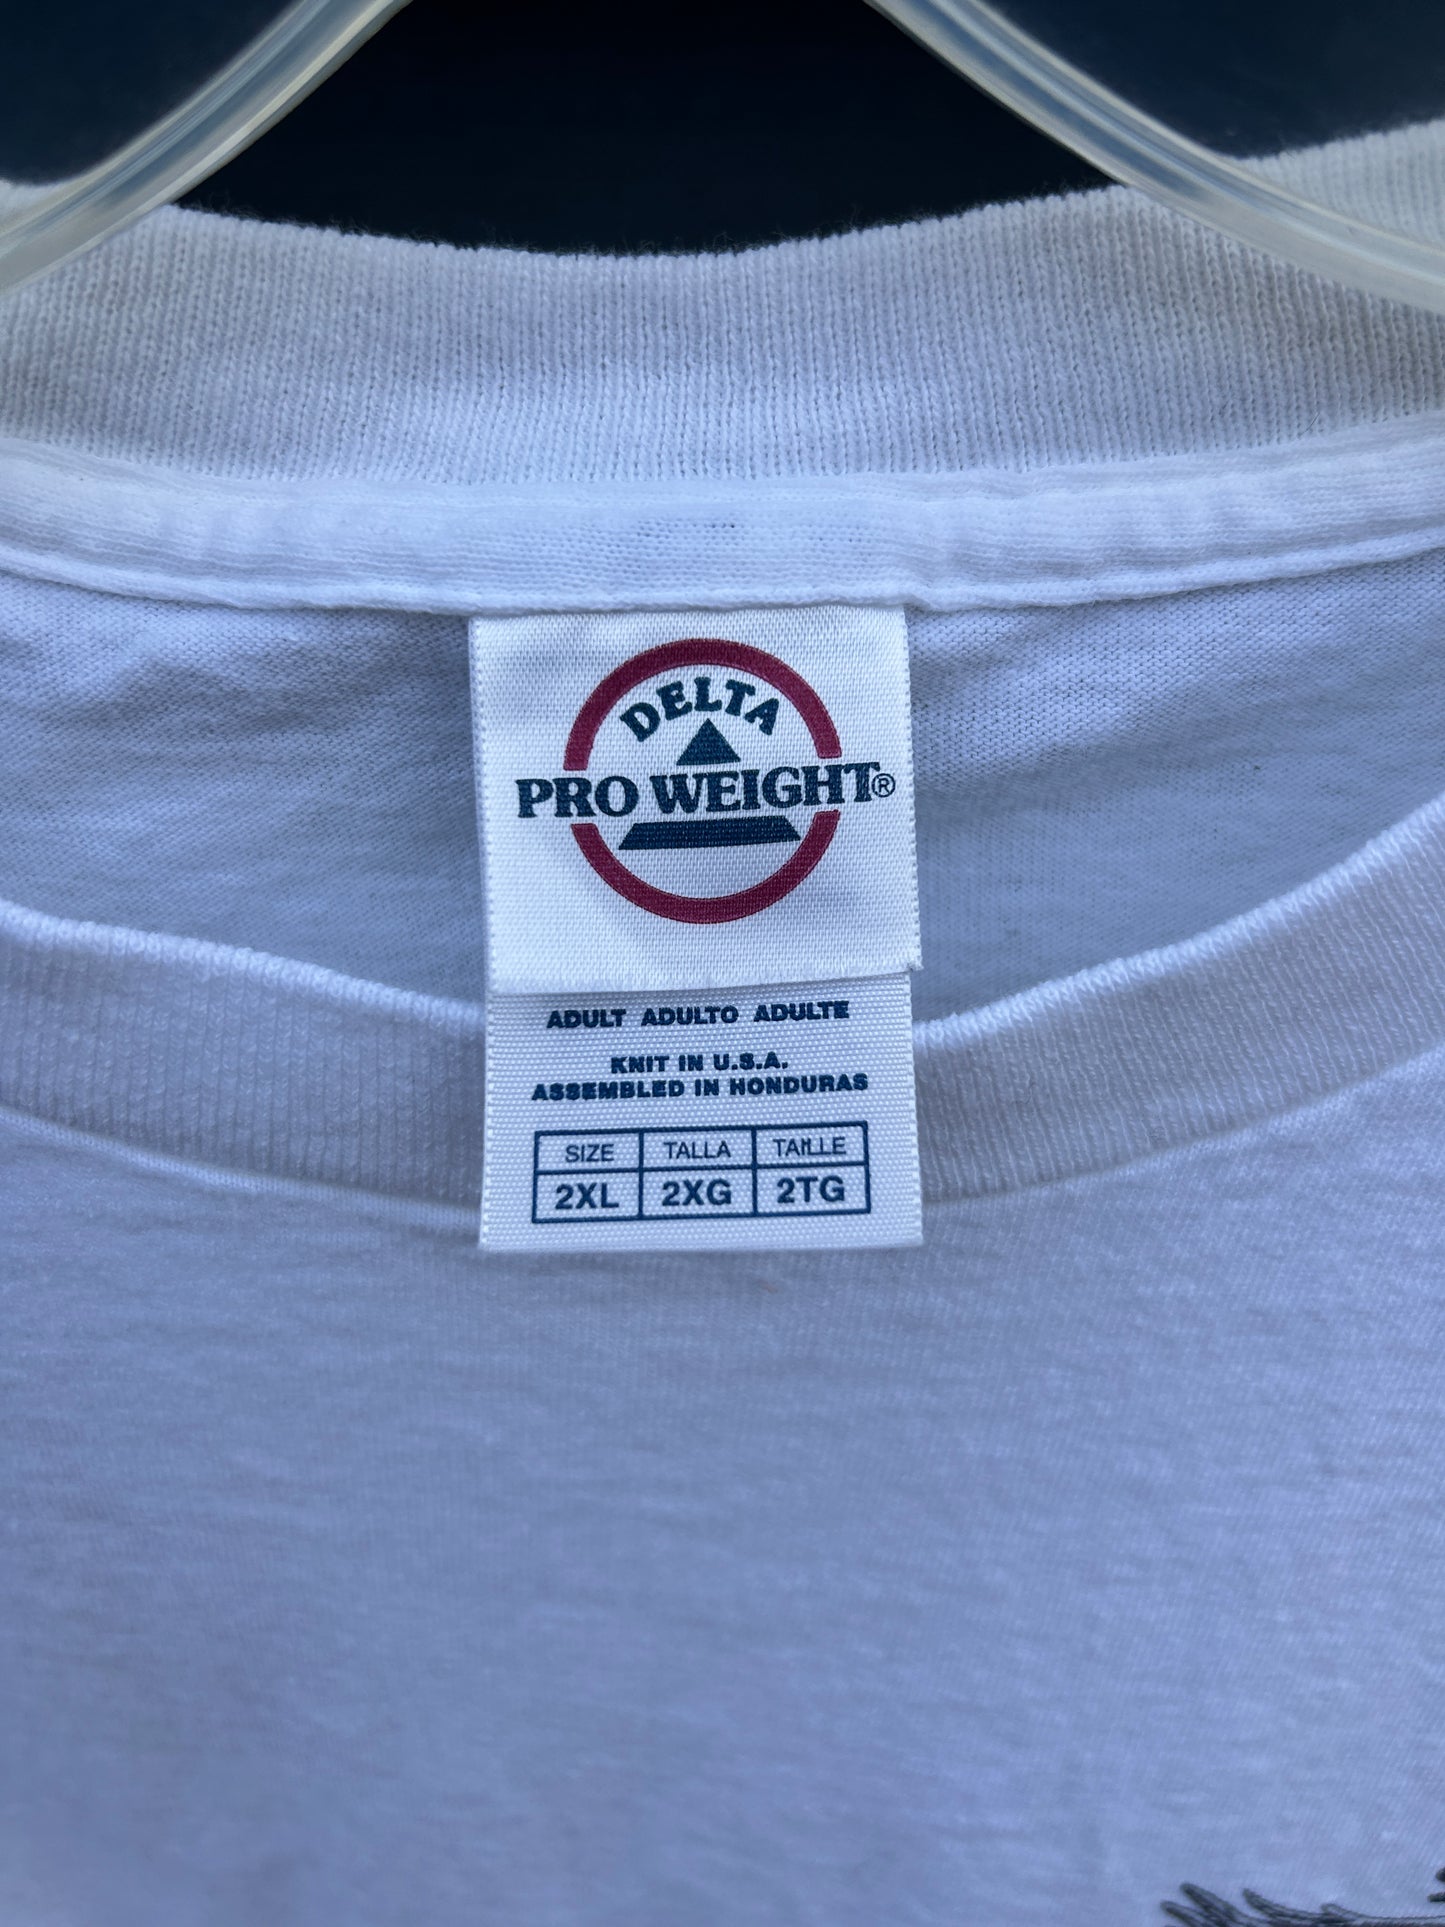 DELTA
PRO WEIGHT®
ADULT ADULTO ADULTE
KNIT IN U.S.A.
ASSEMBLED IN HONDURAS
SIZE TALLA TAILLE
2XL 2XG 2TG